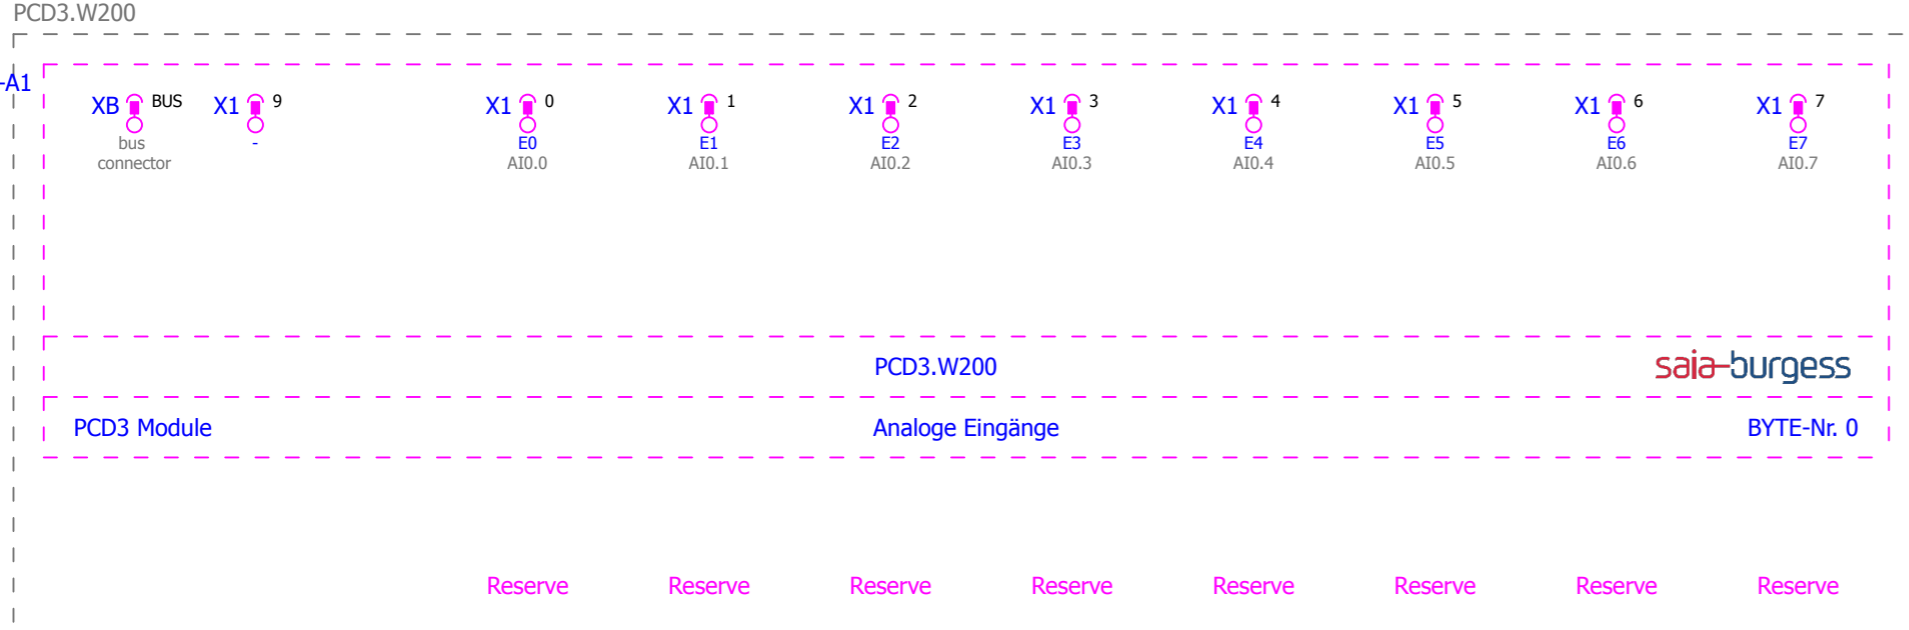 PCD3.W200
-A1
XB BUS X1 9 X1 0 X1 1 X1 2 X1 3 X1 4 X1 5 X1 6 X1 7
bus - E0 E1 E2 E3 E4 E5 E6 E7
connector AI0.0 AI0.1 AI0.2 AI0.3 AI0.4 AI0.5 AI0.6 AI0.7
PCD3.W200 saia-burgess
PCD3 Module Analoge Eingänge BYTE-Nr. 0
Reserve Reserve Reserve Reserve Reserve Reserve Reserve Reserve